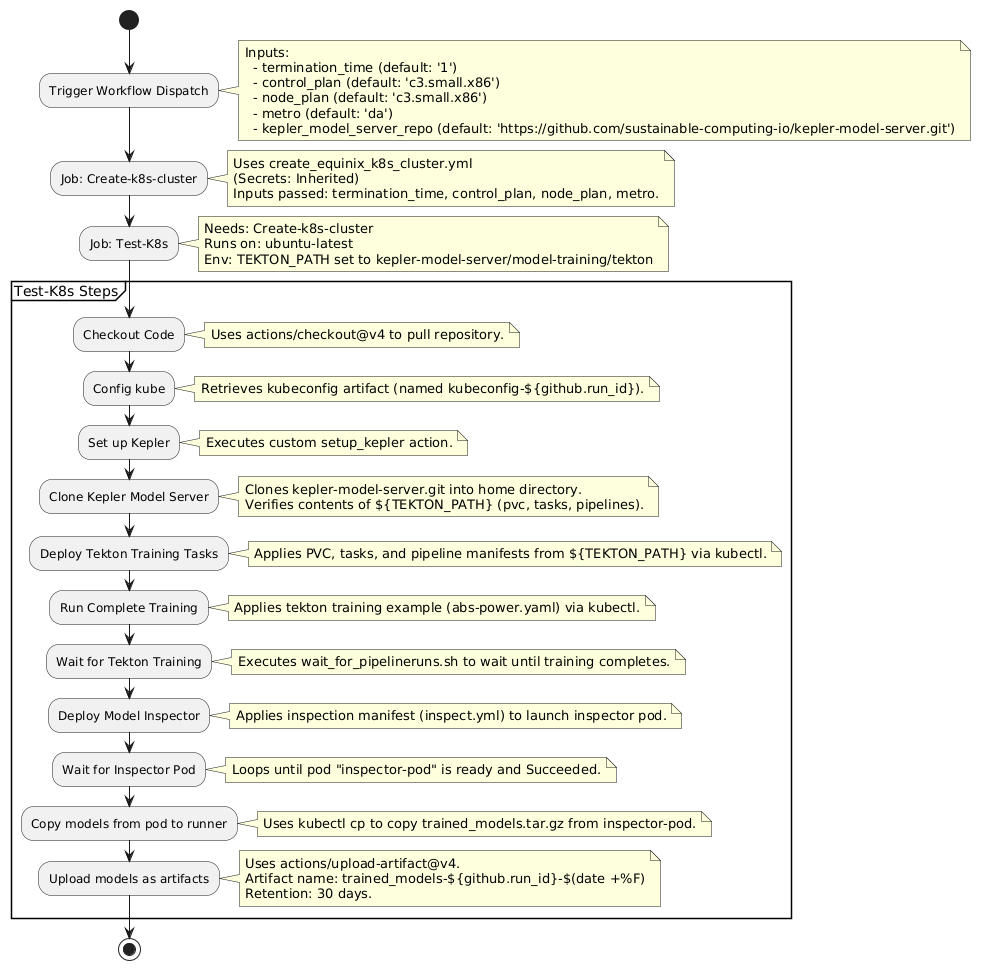 Trigger Workflow Dispatch
Inputs:
- termination_time (default: '1')
- control_plan (default: 'c3.small.x86')
- node_plan (default: 'c3.small.x86')
- metro (default: 'da')
- kepler_model_server_repo (default: 'https://github.com/sustainable-computing-io/kepler-model-server.git')
Job: Create-k8s-cluster
Uses create_equinix_k8s_cluster.yml
(Secrets: Inherited)
Inputs passed: termination_time, control_plan, node_plan, metro.
Job: Test-K8s
Needs: Create-k8s-cluster
Runs on: ubuntu-latest
Env: TEKTON_PATH set to kepler-model-server/model-training/tekton
Test-K8s Steps
Checkout Code
Uses actions/checkout@v4 to pull repository.
Config kube
Retrieves kubeconfig artifact (named kubeconfig-${github.run_id}).
Set up Kepler
Executes custom setup_kepler action.
Clone Kepler Model Server
Clones kepler-model-server.git into home directory.
Verifies contents of ${TEKTON_PATH} (pvc, tasks, pipelines).
Deploy Tekton Training Tasks
Applies PVC, tasks, and pipeline manifests from ${TEKTON_PATH} via kubectl.
Run Complete Training
Applies tekton training example (abs-power.yaml) via kubectl.
Wait for Tekton Training
Executes wait_for_pipelineruns.sh to wait until training completes.
Deploy Model Inspector
Applies inspection manifest (inspect.yml) to launch inspector pod.
Wait for Inspector Pod
Loops until pod "inspector-pod" is ready and Succeeded.
Copy models from pod to runner
Uses kubectl cp to copy trained_models.tar.gz from inspector-pod.
Upload models as artifacts
Uses actions/upload-artifact@v4.
Artifact name: trained_models-${github.run_id}-$(date +%F)
Retention: 30 days.